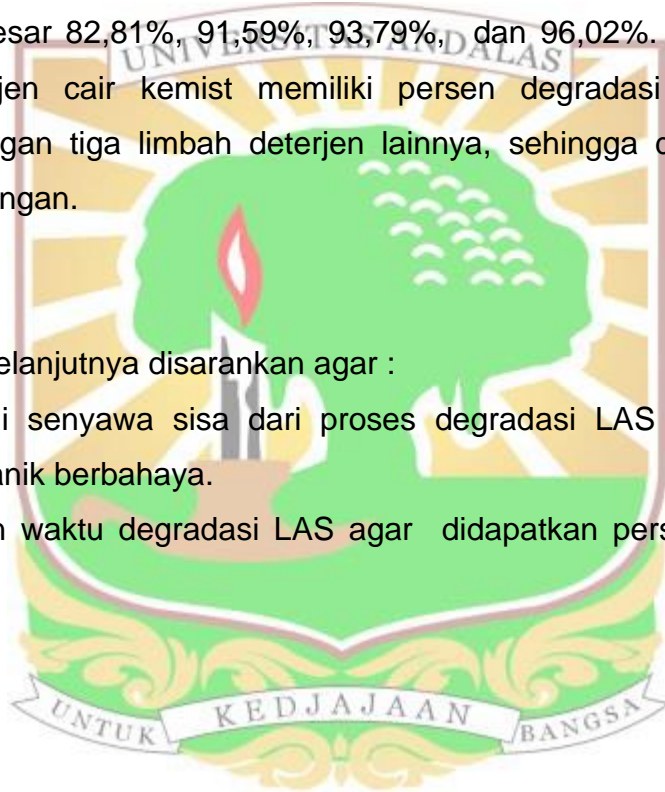 esar 82,81%, 91,59%, 93,79%, dan 96,02%.
UNIVERSITAS ANDALAS
jen cair kemist memiliki persen degradasi
ngan tiga limbah deterjen lainnya, sehingga
ngan.
elanjutnya disarankan agar :
i senyawa sisa dari proses degradasi LAS
anik berbahaya.
n waktu degradasi LAS agar didapatkan pers
UNTUK KEDJAJAAN BANGSA